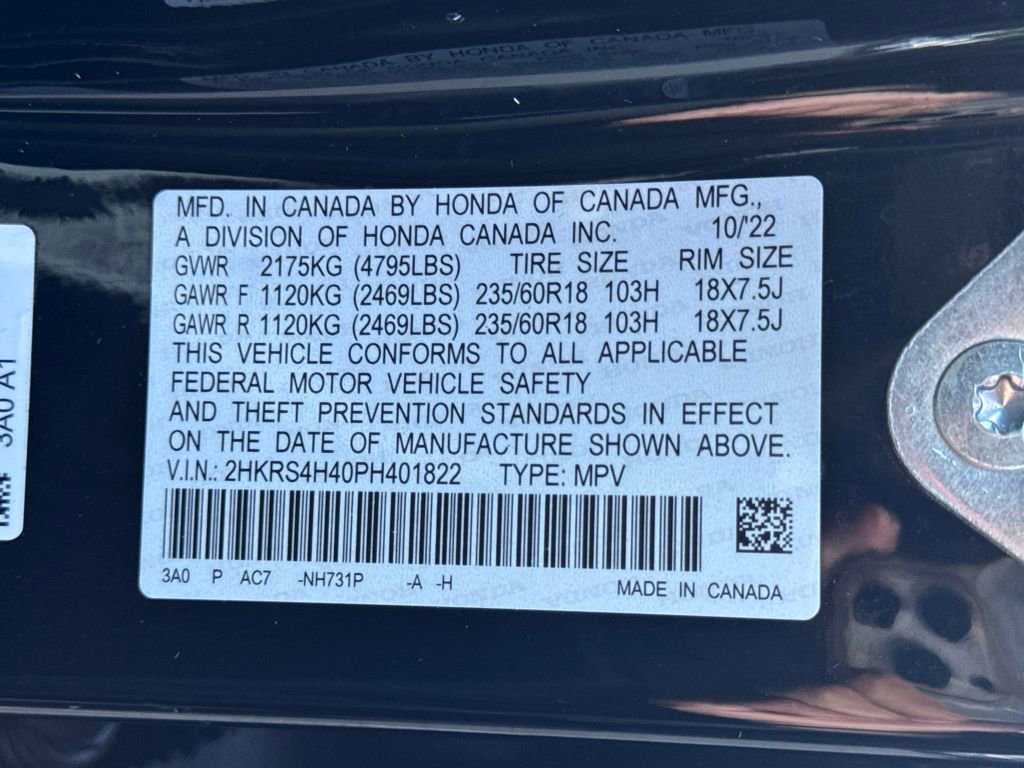 MFD. IN CANADA BY HONDA OF CANADA MFG.,
A DIVISION OF HONDA CANADA INC. 10/'22
GVWR 2175KG (4795LBS) TIRE SIZE RIM SIZE
GAWR F 1120KG (2469LBS) 235/60R18 103H 18X7.5J
GAWR R 1120KG (2469LBS) 235/60R18 103H 18X7.5J
THIS VEHICLE CONFORMS TO ALL APPLICABLE
FEDERAL MOTOR VEHICLE SAFETY
AND THEFT PREVENTION STANDARDS IN EFFECT
ON THE DATE OF MANUFACTURE SHOWN ABOVE.
V.I.N.: 2HKRS4H40PH401822 TYPE: MPV
3A0 P AC7 -NH731P -A -H
MADE IN CANADA
3A0 A1